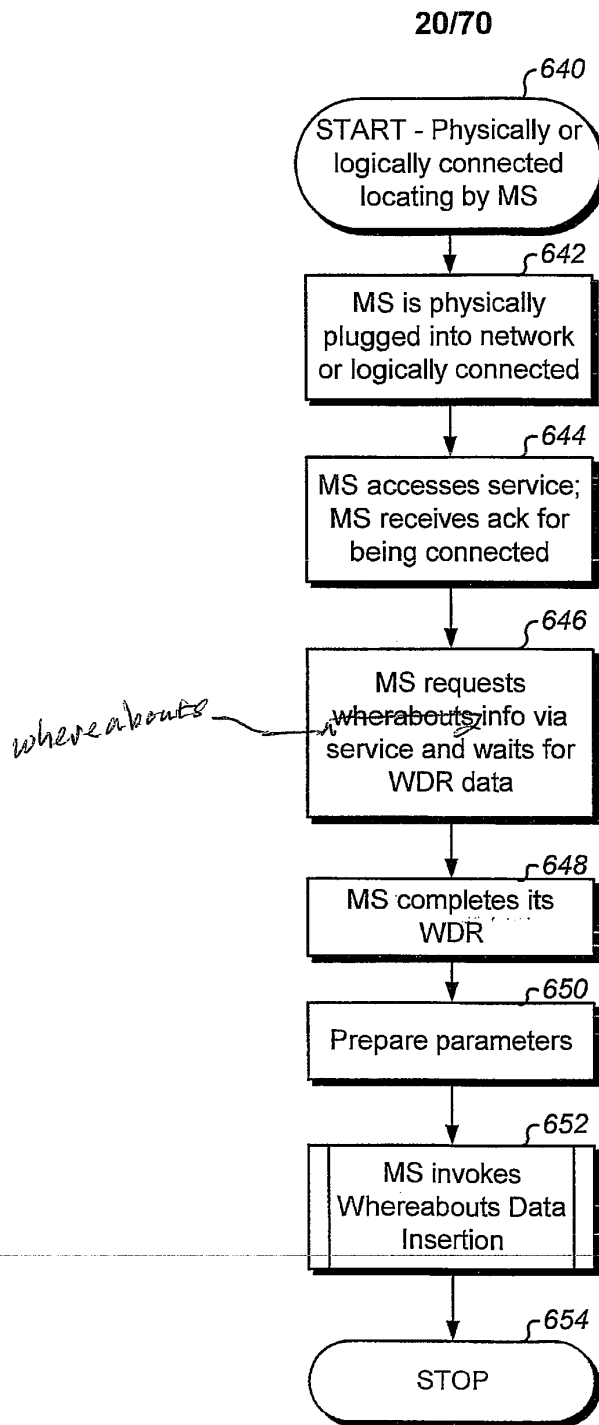 20/70
640
START - Physically or
logically connected
locating by MS
642
MS is physically
plugged into network
or logically connected
644
MS accesses service;
MS receives ack for
being connected
646
MS requests
whereabouts
wherabouts info via
service and waits for
WDR data
648
MS completes its
WDR
650
Prepare parameters
652
MS invokes
Whereabouts Data
Insertion
654
STOP